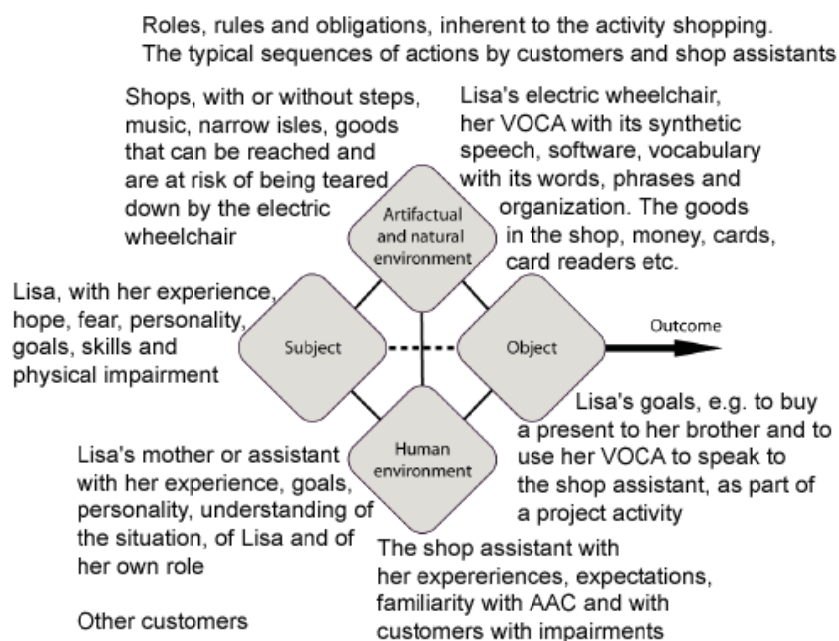 Roles, rules and obligations, inherent to the activity shopping.
The typical sequences of actions by customers and shop assistants
Shops, with or without steps,
music, narrow isles, goods
that can be reached and
are at risk of being teared
down by the electric
wheelchair
Lisa's electric wheelchair,
her VOCA with its synthetic
speech, software, vocabulary
with its words, phrases and
organization. The goods
in the shop, money, cards,
card readers etc.
Artifactual
and natural
environment
Lisa, with her experience,
hope, fear, personality,
goals, skills and
physical impairment
Subject
Object
Outcome
Human
environment
Lisa's goals, e.g. to buy
a present to her brother and to
use her VOCA to speak to
the shop assistant, as part of
a project activity
Lisa's mother or assistant
with her experience, goals,
personality, understanding of
the situation, of Lisa and of
her own role
Other customers
The shop assistant with
her expereriences, expectations,
familiarity with AAC and with
customers with impairments